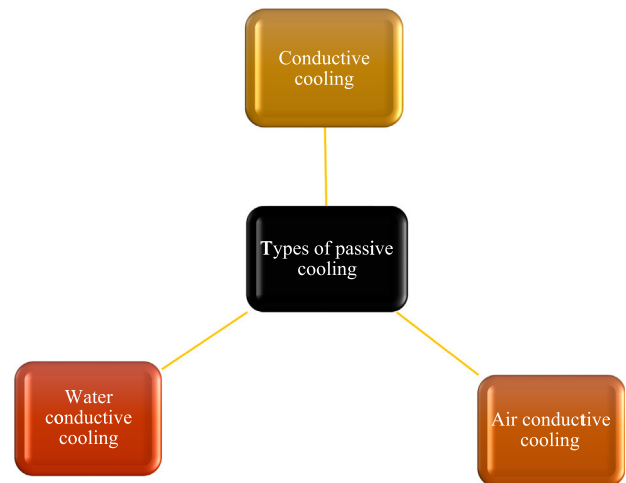 Conductive
cooling
Types of passive
cooling
Water
conductive
cooling
Air conductive
cooling